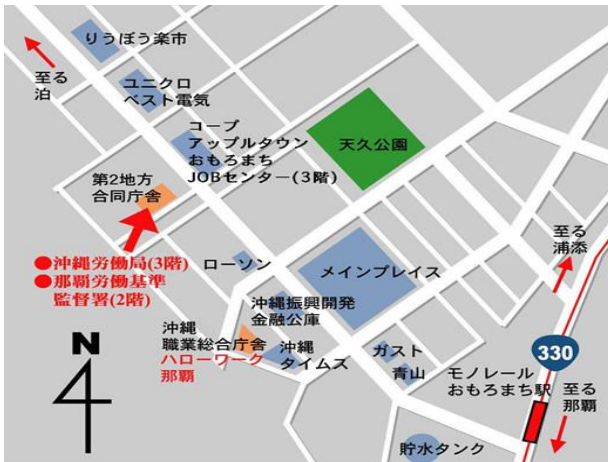 りうぼう楽市
至る
泊
ユニクロ
ベスト電気
コープ
アップルタウン
おもろまち
JOBセンター(3階)
天久公園
第2地方
合同庁舎
●沖縄労働局(3階)
●那覇労働基準
監督署(2階)
ローソン
メインプレイス
至る
浦添
沖縄振興開発
金融公庫
沖縄
職業総合庁舎
ハローワーク
那覇
沖縄
タイムズ
ガスト
青山
330
モノレール
おもろまち駅
至る
那覇
貯水タンク
N